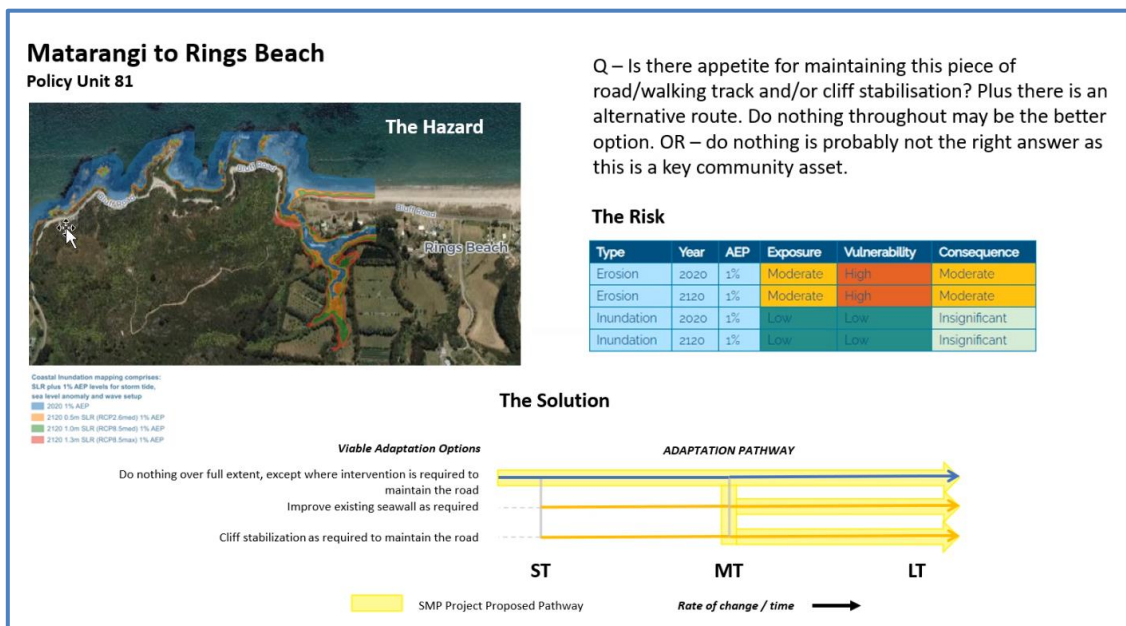 Matarangi to Rings Beach
Policy Unit 81
The Hazard
Bluff Road
Bluff Road
Bluff Road
Rings Beach
Coastal Inundation mapping comprises:
SLR plus 1% AEP levels for storm tide,
sea level anomaly and wave setup
2020 1% AEP
2120 0.5m SLR (RCP2.6med) 1% AEP
2120 1.0m SLR (RCP8.5med) 1% AEP
2120 1.3m SLR (RCP8.5max) 1% AEP
Q – Is there appetite for maintaining this piece of
road/walking track and/or cliff stabilisation? Plus there is an
alternative route. Do nothing throughout may be the better
option. OR – do nothing is probably not the right answer as
this is a key community asset.
The Risk
Type Year AEP Exposure Vulnerability Consequence
Erosion 2020 1% Moderate High Moderate
Erosion 2120 1% Moderate High Moderate
Inundation 2020 1% Low Low Insignificant
Inundation 2120 1% Low Low Insignificant
The Solution
Viable Adaptation Options
ADAPTATION PATHWAY
Do nothing over full extent, except where intervention is required to
maintain the road
Improve existing seawall as required
Cliff stabilization as required to maintain the road
ST MT LT
SMP Project Proposed Pathway
Rate of change / time